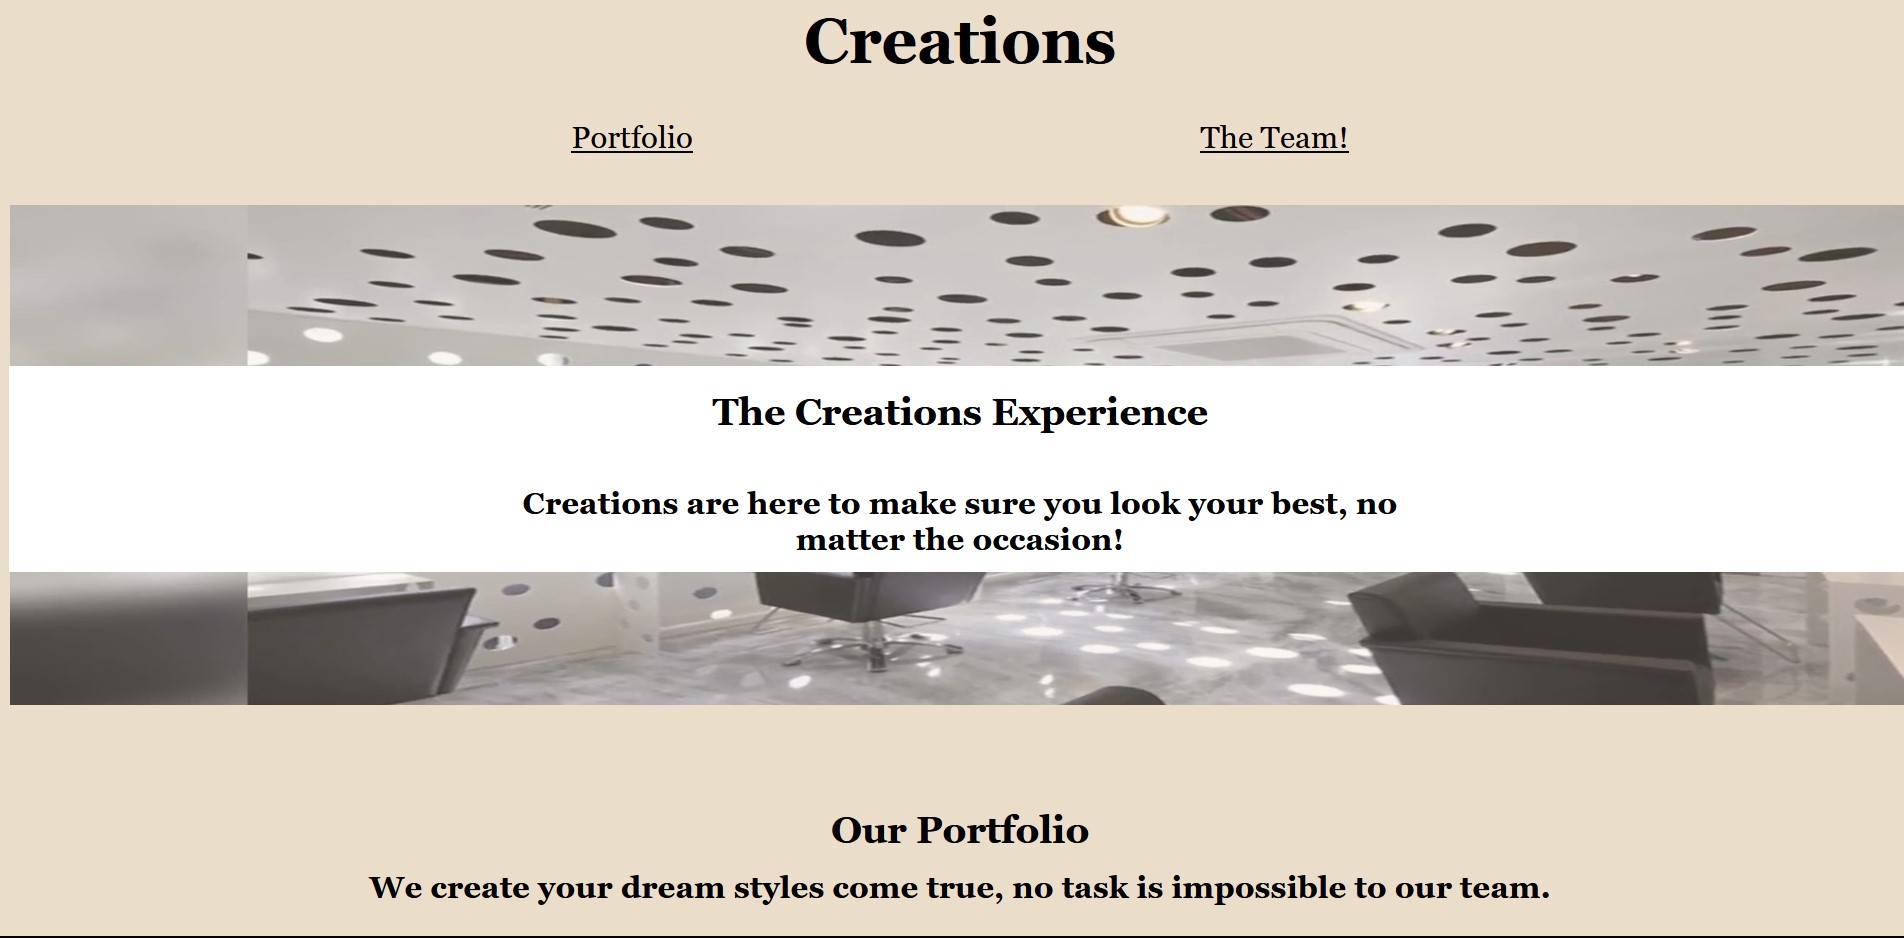 Creations
Portfolio
The Team!
The Creations Experience
Creations are here to make sure you look your best, no
matter the occasion!
Our Portfolio
We create your dream styles come true, no task is impossible to our team.